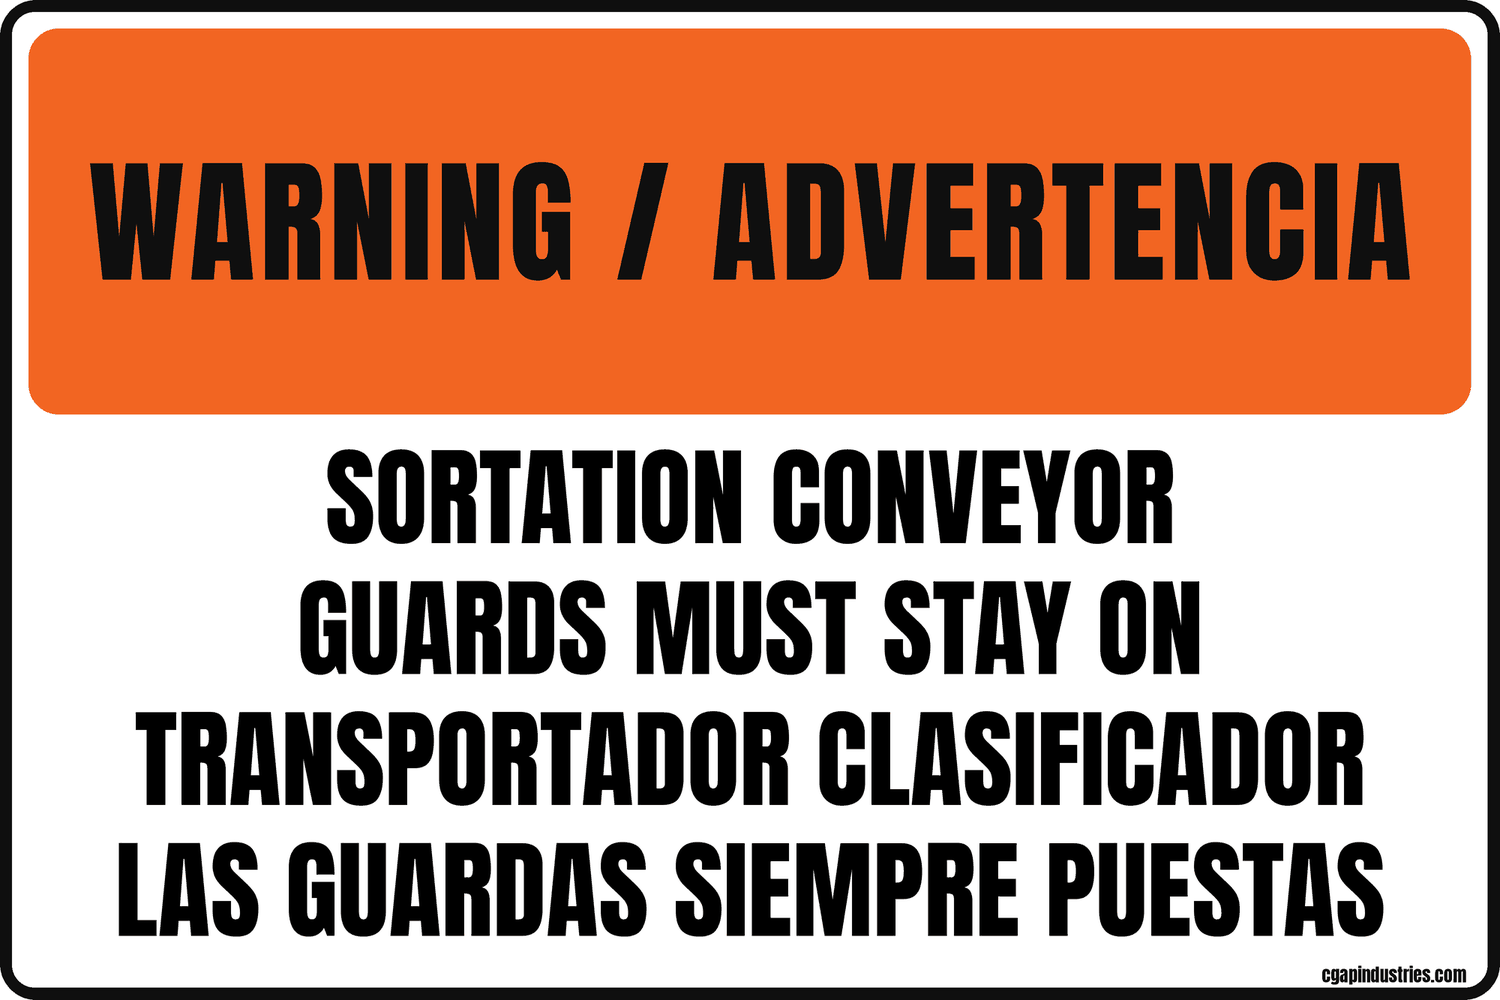 WARNING / ADVERTENCIA
SORTATION CONVEYOR
GUARDS MUST STAY ON
TRANSPORTADOR CLASIFICADOR
LAS GUARDAS SIEMPRE PUESTAS
cgapindustries.com